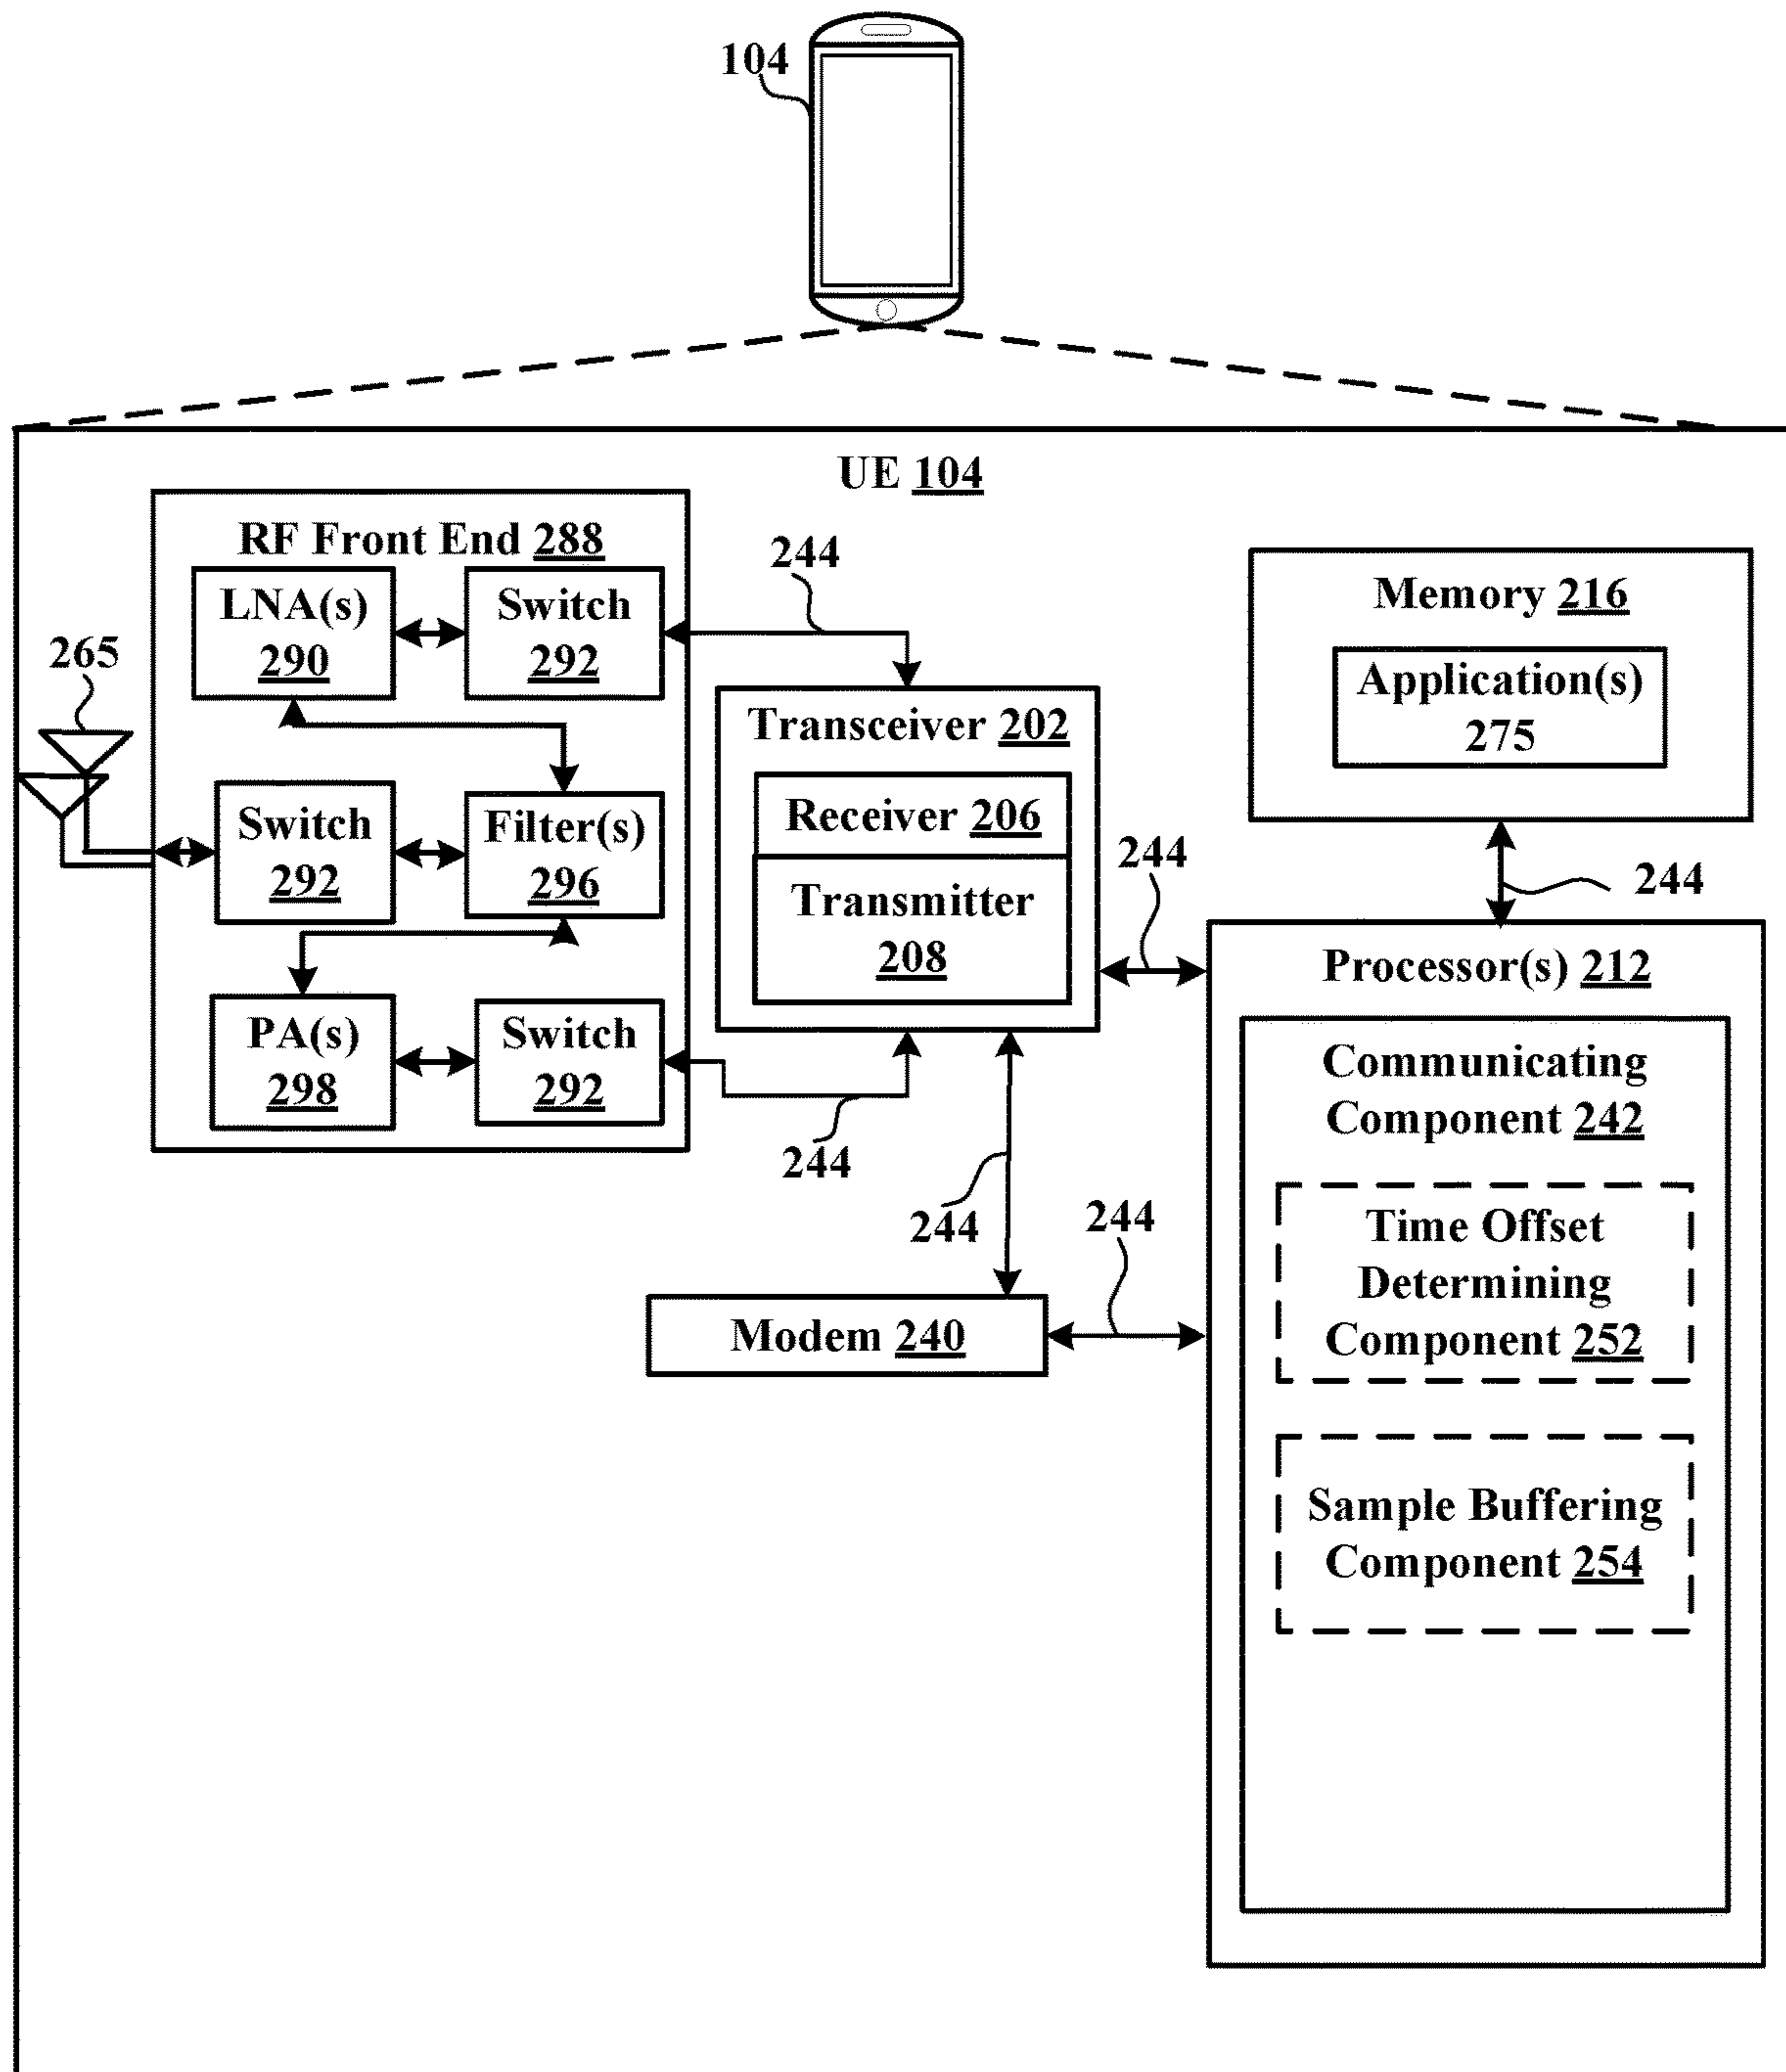 104
UE 104
RF Front End 288
LNA(s)
290
Switch
292
244
265
Switch
292
Filter(s)
296
PA(s)
298
Switch
292
244
Transceiver 202
Receiver 206
Transmitter
208
244
244
Modem 240
244
Memory 216
Application(s)
275
244
Processor(s) 212
Communicating
Component 242
Time Offset
Determining
Component 252
Sample Buffering
Component 254